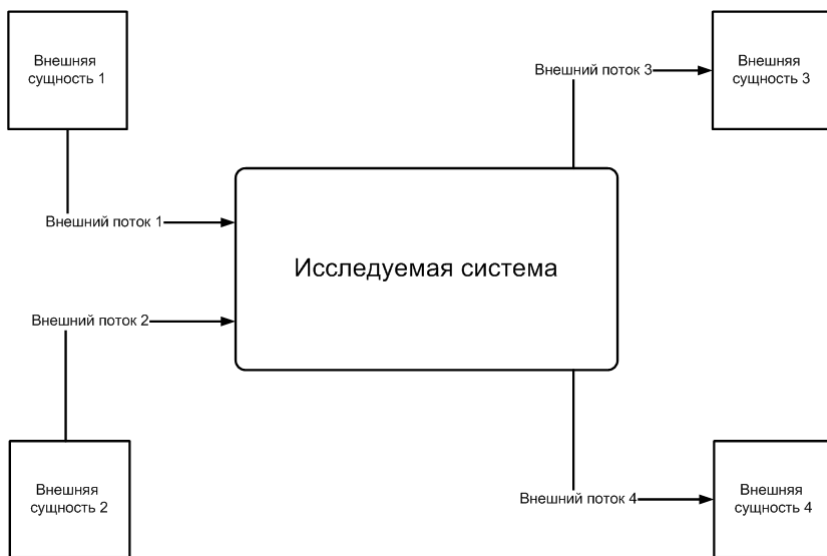 Внешняя
сущность 1
Внешний поток 3
Внешняя
сущность 3
Внешний поток 1
Исследуемая система
Внешний поток 2
Внешняя
сущность 2
Внешний поток 4
Внешняя
сущность 4